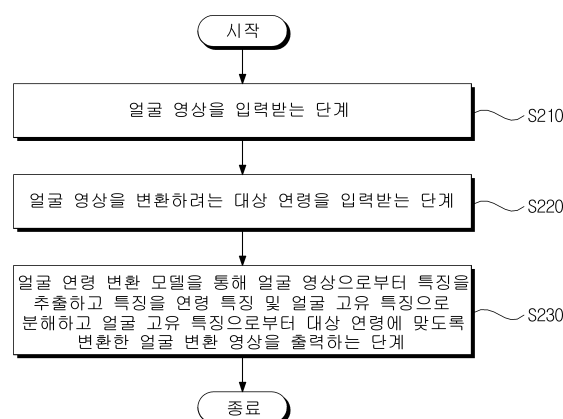 시작
얼굴 영상을 입력받는 단계
S210
얼굴 영상을 변환하려는 대상 연령을 입력받는 단계
S220
얼굴 연령 변환 모델을 통해 얼굴 영상으로부터 특징을
추출하고 특징을 연령 특징 및 얼굴 고유 특징으로
분해하고 얼굴 고유 특징으로부터 대상 연령에 맞도록
변환한 얼굴 변환 영상을 출력하는 단계
S230
종료